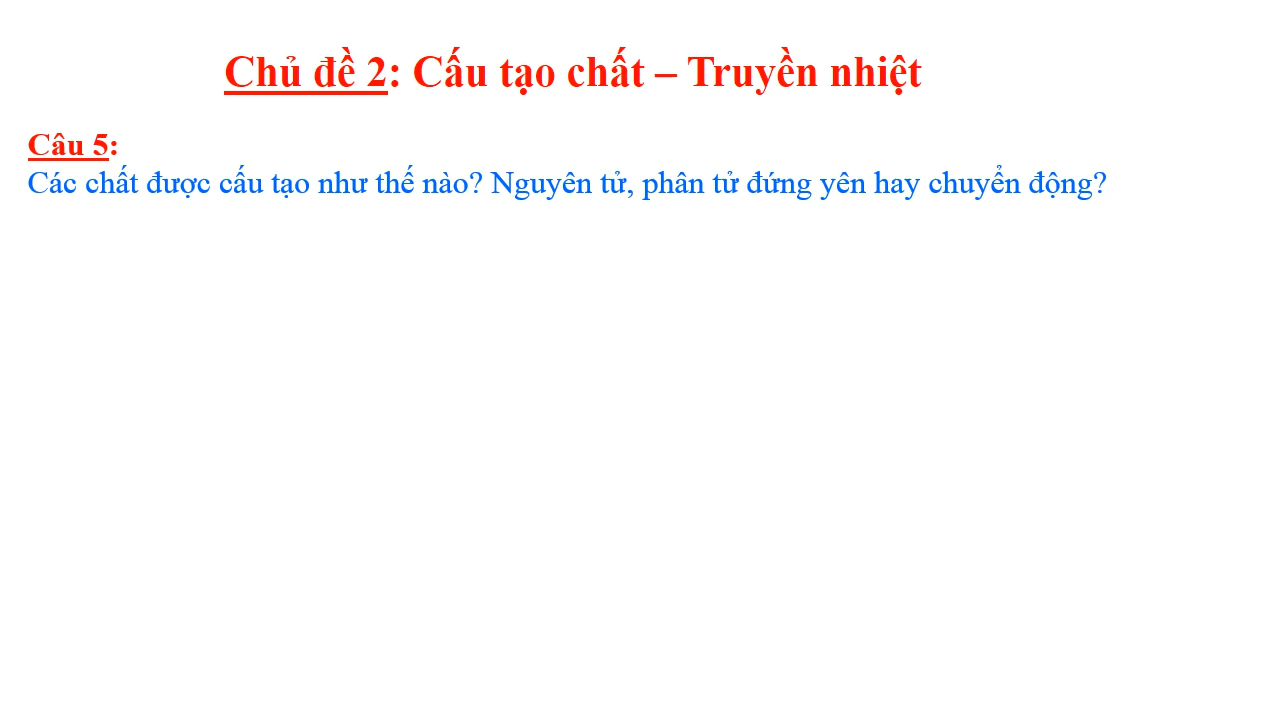 Chủ đề 2: Cấu tạo chất – Truyền nhiệt
Câu 5:
Các chất được cấu tạo như thế nào? Nguyên tử, phân tử đứng yên hay chuyển động?